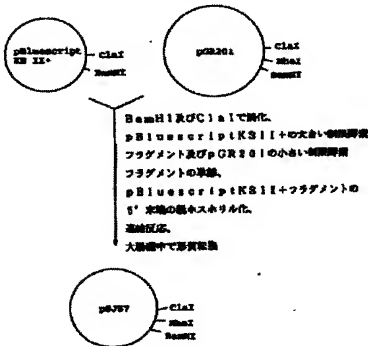 pBluescript
KS II+
ClaI
BamHI
pGR201
ClaI
NheI
BamHI
BamHI及びClaIで消化、
pBluescriptKSII+の大きい制限酵素
フラグメント及びpGR201の小さい制限酵素
フラグメントの単離、
pBluescriptKSII+フラグメントの
5'末端の脱ホスホリル化、
連結反応、
大腸菌中で形質転換
ClaI
NheI
BamHI